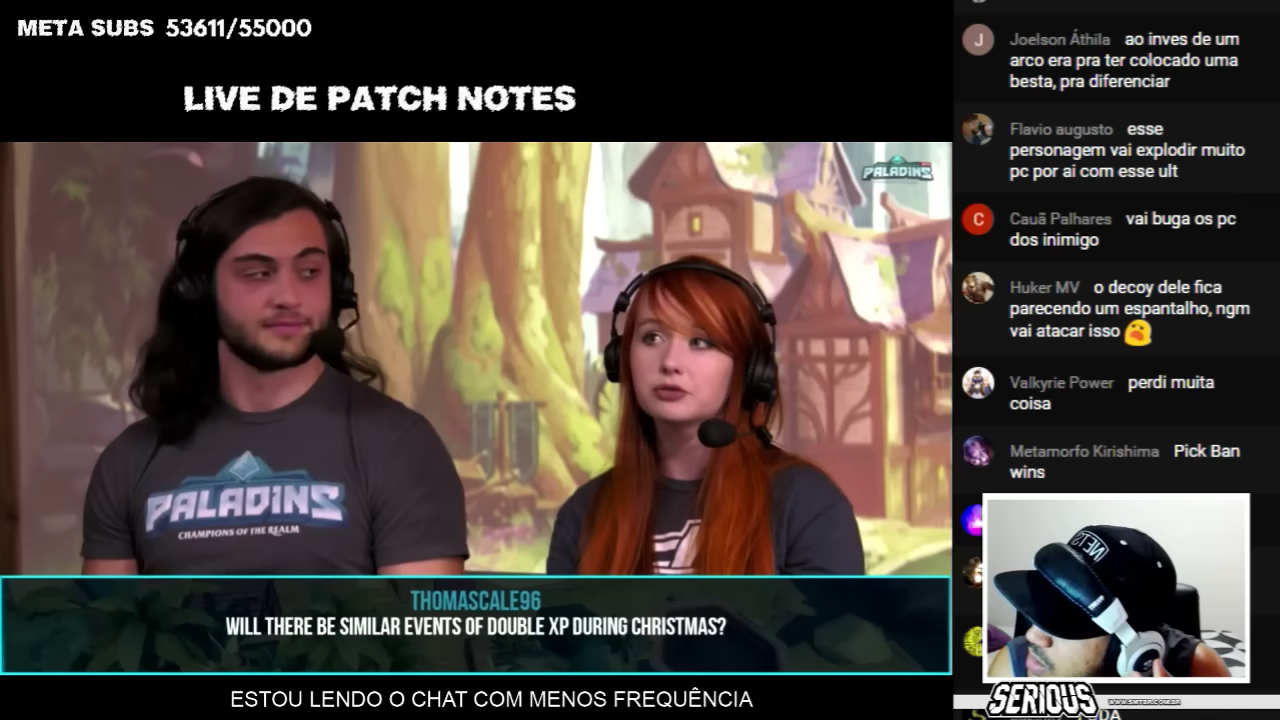 META SUBS 53611/55000
LIVE DE PATCH NOTES
PALADINS
PALADINS
CHAMPIONS OF THE REALM
THOMASCALE96
WILL THERE BE SIMILAR EVENTS OF DOUBLE XP DURING CHRISTMAS?
ESTOU LENDO O CHAT COM MENOS FREQUÊNCIA
J Joelson Áthila ao inves de um
arco era pra ter colocado uma
besta, pra diferenciar
Flavio augusto esse
personagem vai explodir muito
pc por ai com esse ult
C Cauã Palhares vai buga os pc
dos inimigo
Huker MV o decoy dele fica
parecendo um espantalho, ngm
vai atacar isso
Valkyrie Power perdi muita
coisa
Metamorfo Kirishima Pick Ban
wins
SERIOUS